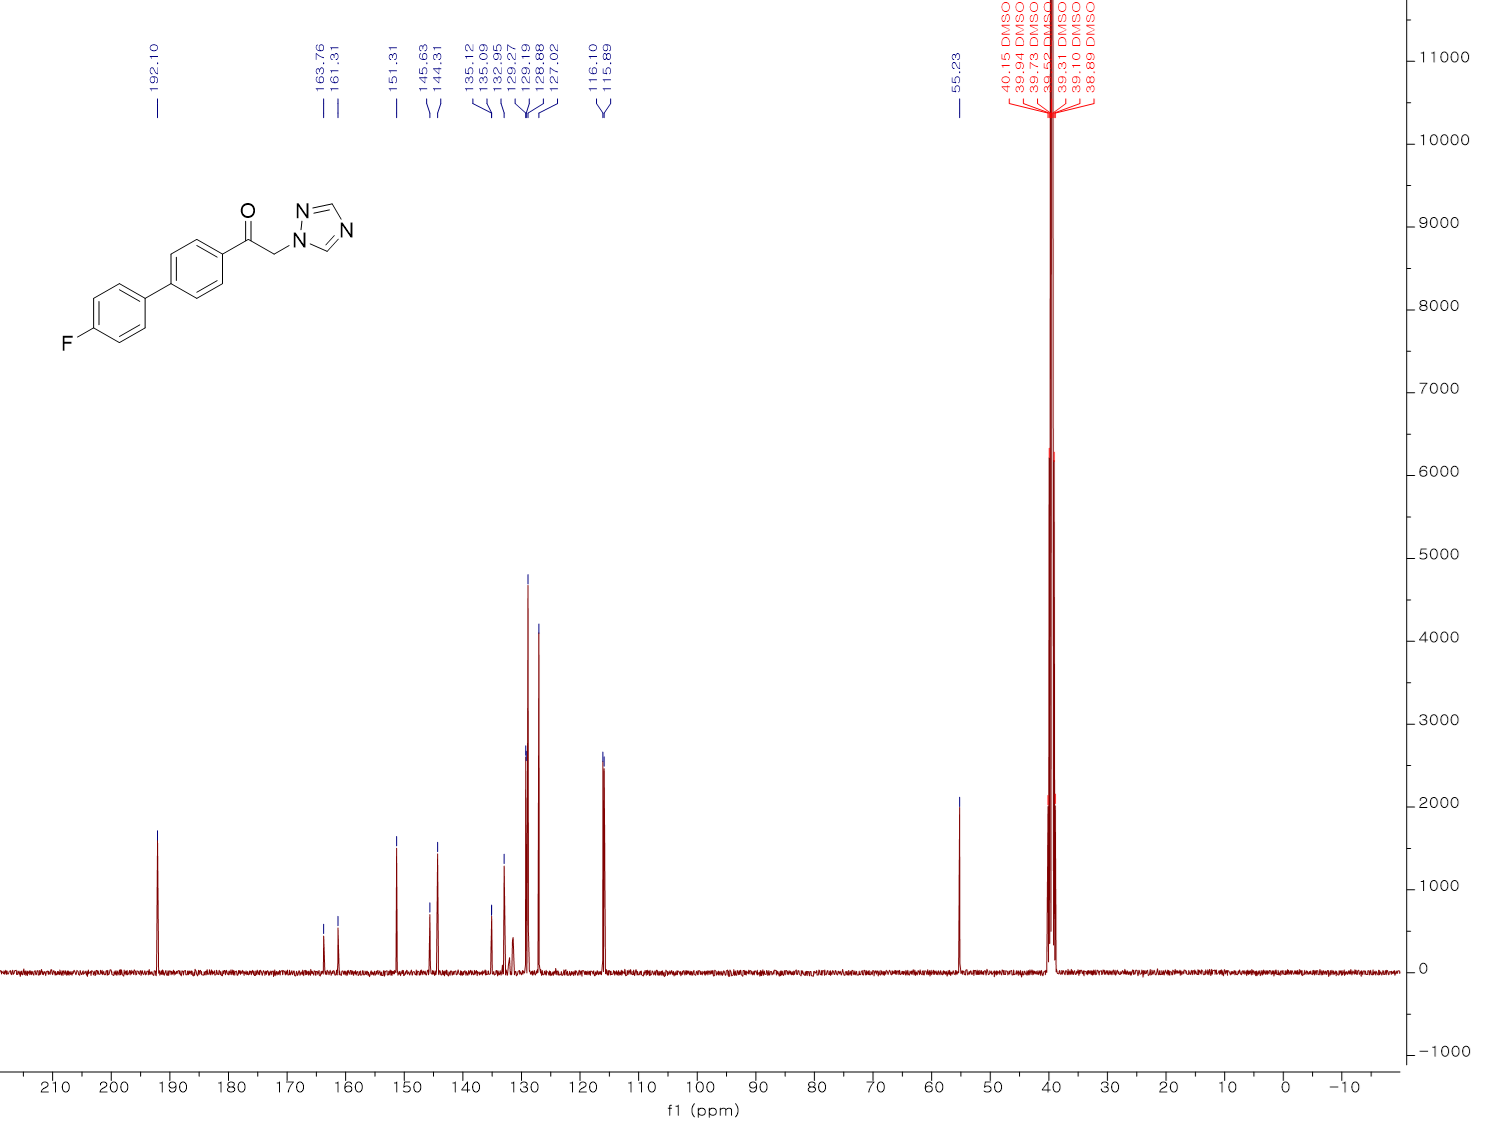 192.10
163.76
161.31
151.31
145.63
144.31
135.12
135.09
132.95
129.27
129.19
128.88
127.02
116.10
115.89
55.23
40.15 DMSO
39.94 DMSO
39.73 DMSO
39.52 DMSO
39.31 DMSO
39.10 DMSO
38.89 DMSO
O
N
N
N
F
11000
10000
9000
8000
7000
6000
5000
4000
3000
2000
1000
0
-1000
210 200 190 180 170 160 150 140 130 120 110 100 90 80 70 60 50 40 30 20 10 0 -10
f1 (ppm)